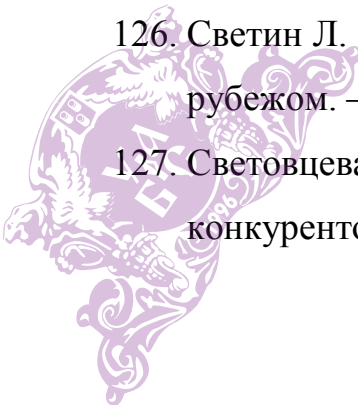 126. Светин Л.
рубежом. –
127. Световцева
конкуренто